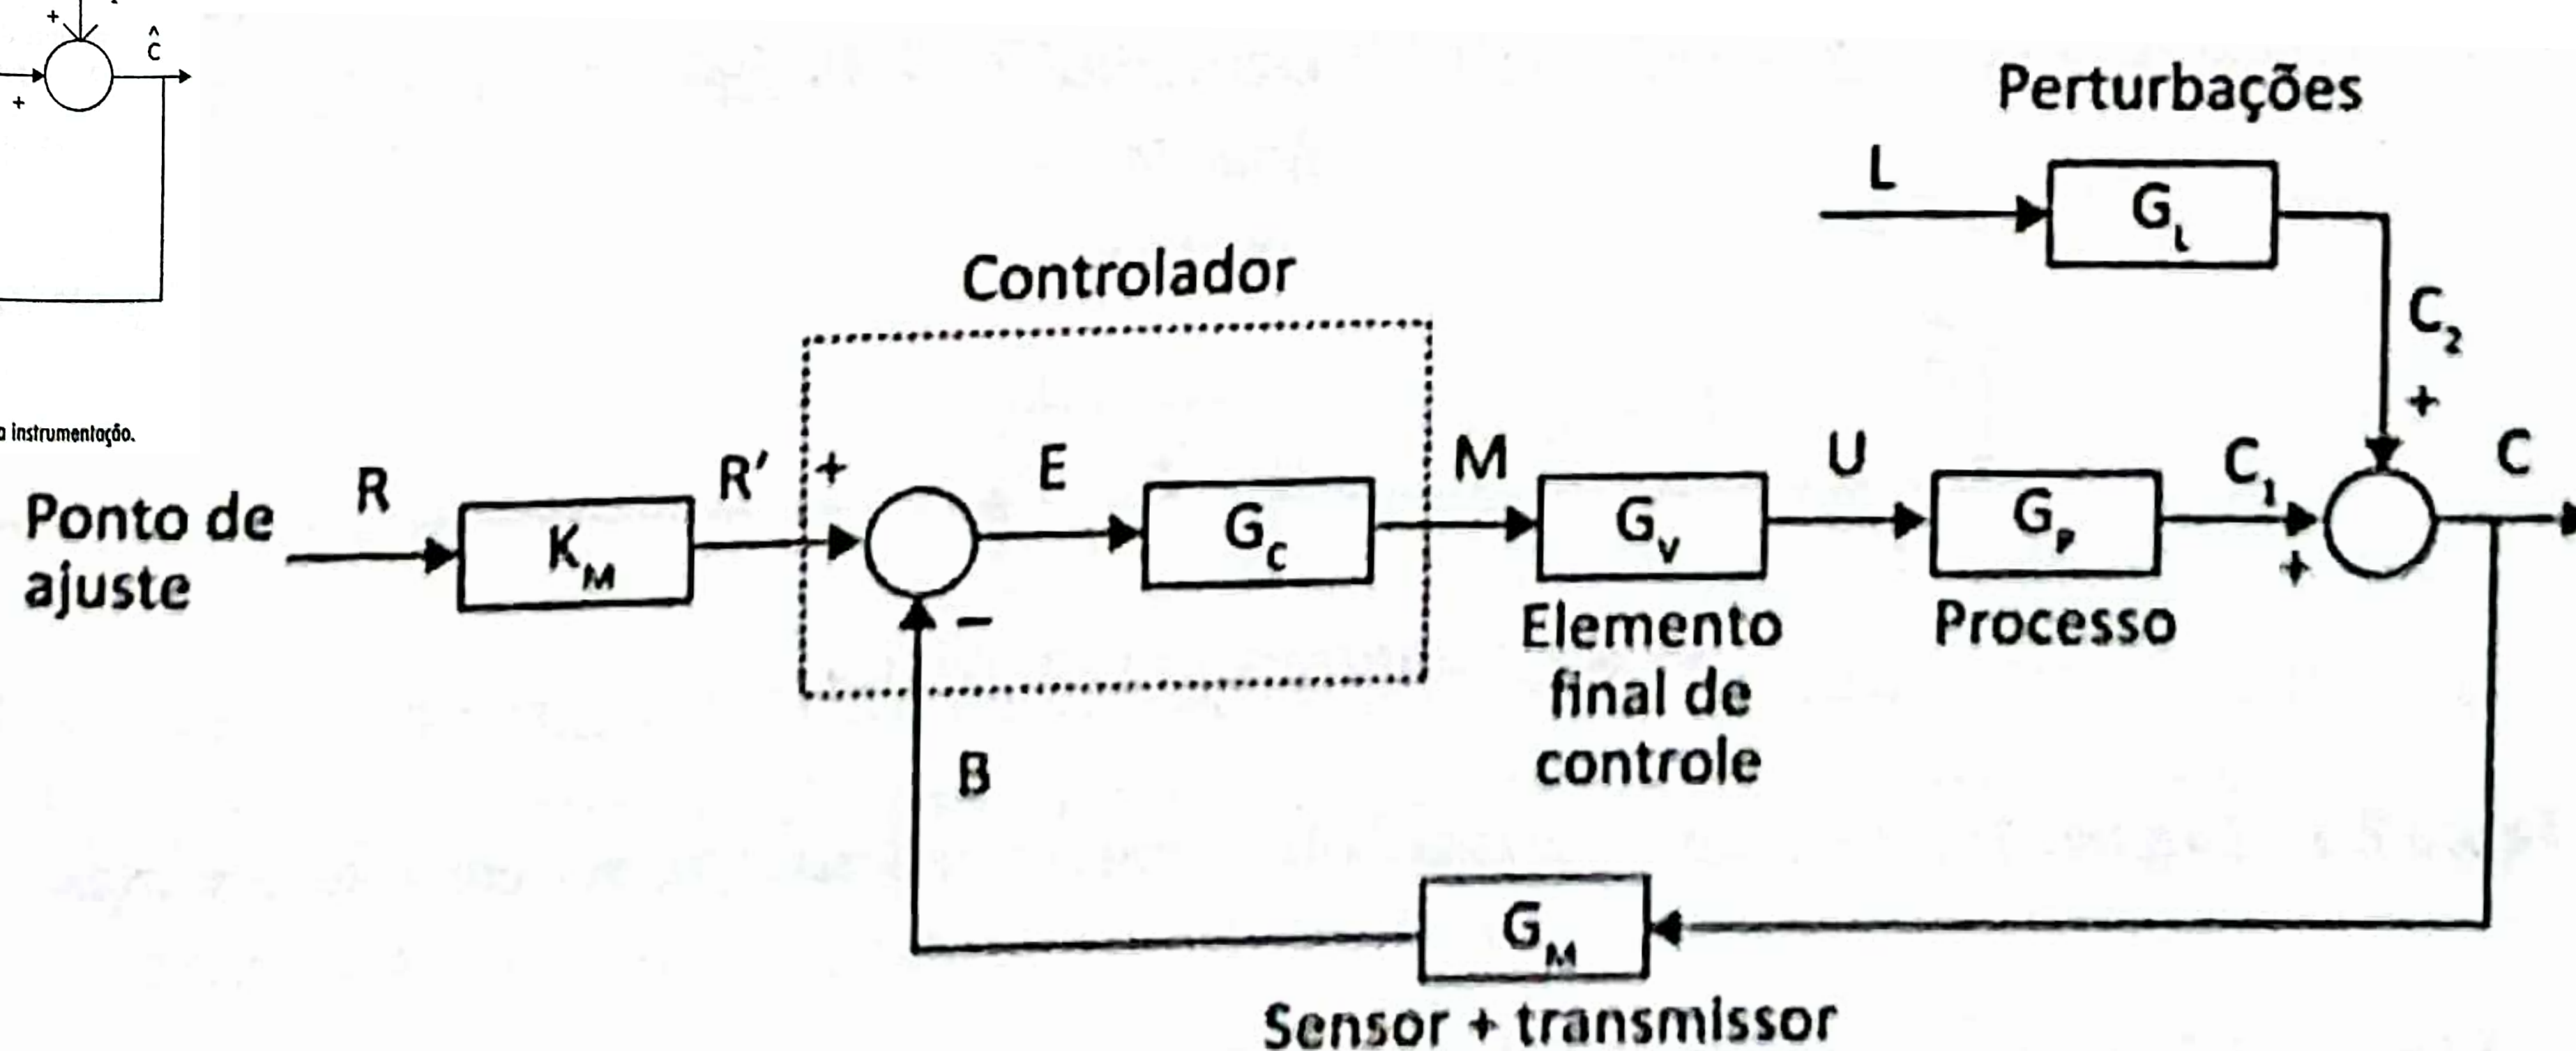 +
Ĉ
+
a instrumentação.
Perturbações
L
G_L
C_2
+
Controlador
Ponto de
ajuste
R
K_M
R'
+
E
G_C
M
G_V
U
G_P
C_1
+
C
−
Elemento
final de
controle
Processo
B
G_M
Sensor + transmissor